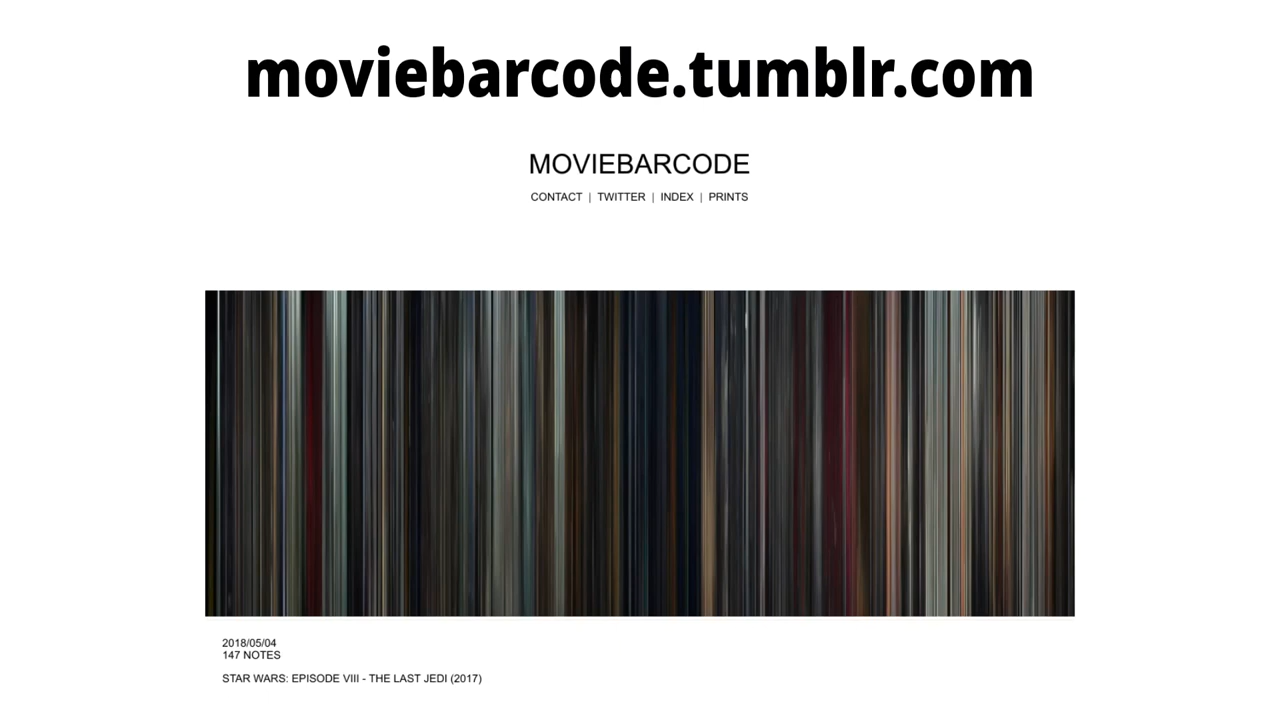 moviebarcode.tumblr.com
MOVIEBARCODE
CONTACT | TWITTER | INDEX | PRINTS
2018/05/04
147 NOTES
STAR WARS: EPISODE VIII - THE LAST JEDI (2017)